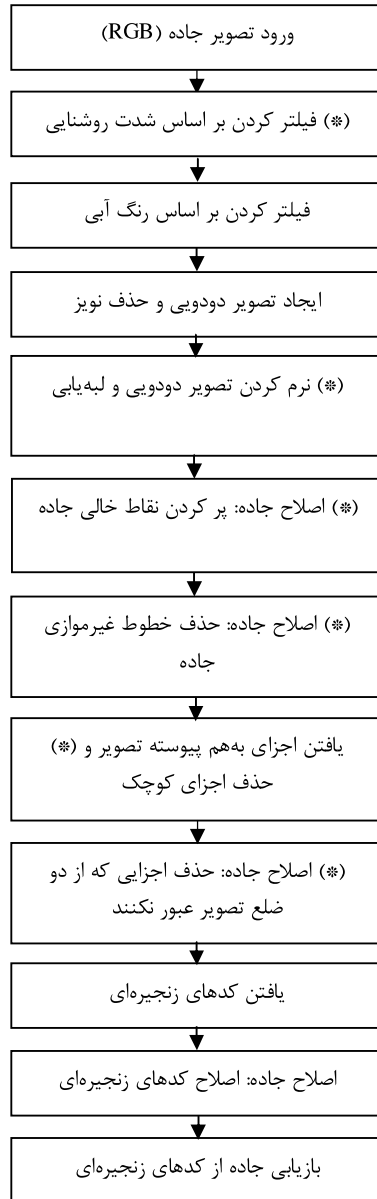 ورود تصویر جاده (RGB)
(*) فیلتر کردن بر اساس شدت روشنایی
فیلتر کردن بر اساس رنگ آبی
ایجاد تصویر دودویی و حذف نویز
(*) نرم کردن تصویر دودویی و لبه‌یابی
(*) اصلاح جاده: پر کردن نقاط خالی جاده
(*) اصلاح جاده: حذف خطوط غیرموازی
جاده
یافتن اجزای به‌هم پیوسته تصویر و (*)
حذف اجزای کوچک
(*) اصلاح جاده: حذف اجزایی که از دو
ضلع تصویر عبور نکنند
یافتن کدهای زنجیره‌ای
اصلاح جاده: اصلاح کدهای زنجیره‌ای
بازیابی جاده از کدهای زنجیره‌ای